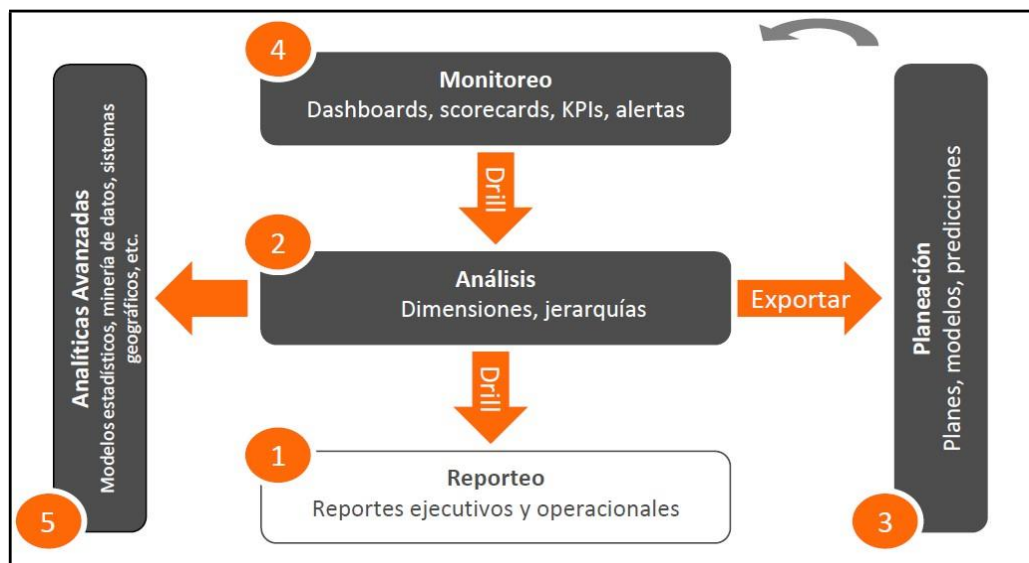 4
Monitoreo
Dashboards, scorecards, KPIs, alertas
Drill
2
Análisis
Dimensiones, jerarquías
Exportar
Drill
1
Reporteo
Reportes ejecutivos y operacionales
Analíticas Avanzadas
Modelos estadísticos, minería de datos, sistemas
geográficos, etc.
5
Planeación
Planes, modelos, predicciones
3